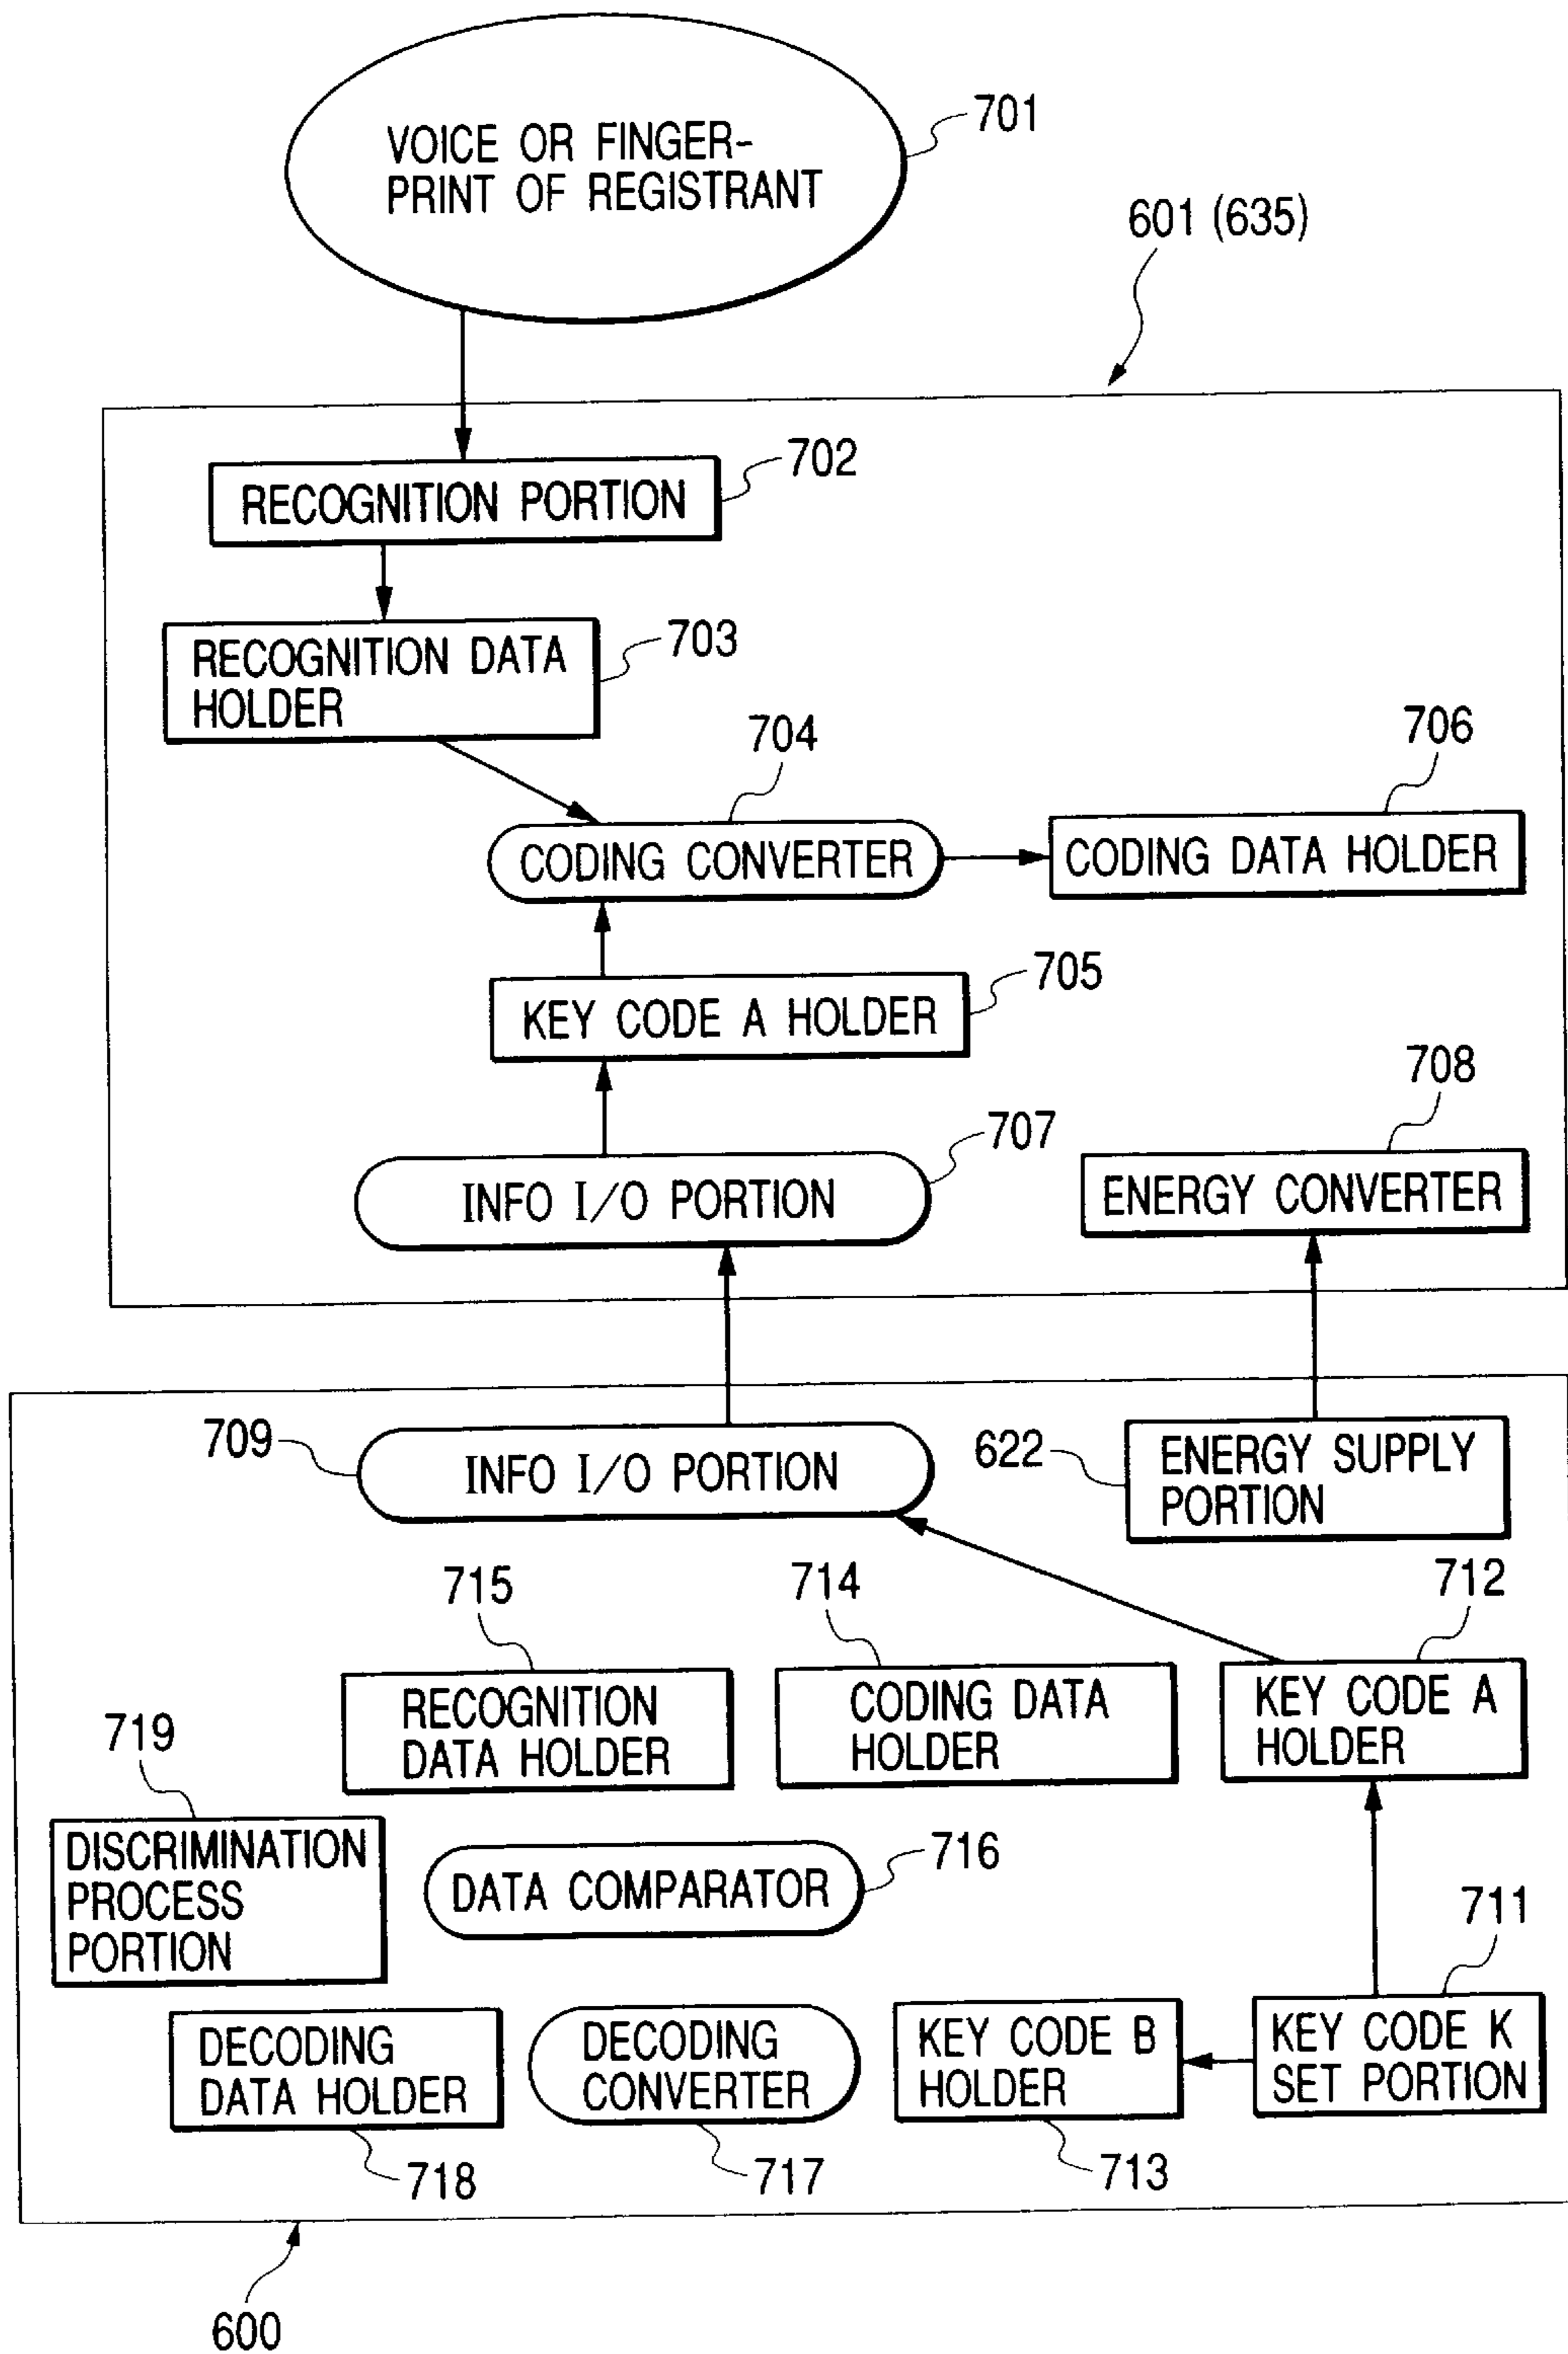 VOICE OR FINGER-
PRINT OF REGISTRANT
701
601 (635)
RECOGNITION PORTION
702
RECOGNITION DATA
HOLDER
703
704
706
CODING CONVERTER
CODING DATA HOLDER
705
KEY CODE A HOLDER
708
707
INFO I/O PORTION
ENERGY CONVERTER
709
INFO I/O PORTION
622
ENERGY SUPPLY
PORTION
715
714
712
RECOGNITION
DATA HOLDER
CODING DATA
HOLDER
KEY CODE A
HOLDER
719
DISCRIMINATION
PROCESS
PORTION
DATA COMPARATOR
716
711
DECODING
DATA HOLDER
DECODING
CONVERTER
KEY CODE B
HOLDER
KEY CODE K
SET PORTION
718
717
713
600